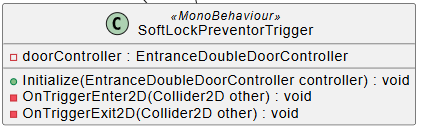 «MonoBehaviour»
C SoftLockPreventorTrigger
doorController : EntranceDoubleDoorController
Initialize(EntranceDoubleDoorController controller) : void
OnTriggerEnter2D(Collider2D other) : void
OnTriggerExit2D(Collider2D other) : void